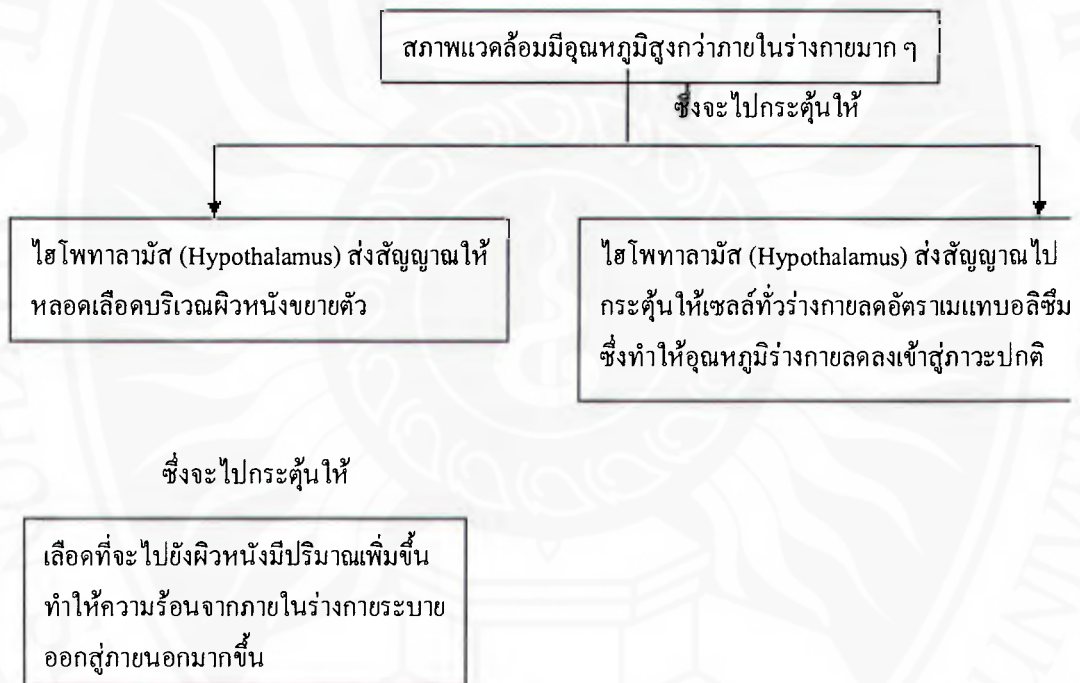 สภาพแวดล้อมมีอุณหภูมิสูงกว่าภายในร่างกายมาก ๆ
ซึ่งจะไปกระตุ้นให้
ไฮโพทาลามัส (Hypothalamus) ส่งสัญญาณให้
หลอดเลือดบริเวณผิวหนังขยายตัว
ไฮโพทาลามัส (Hypothalamus) ส่งสัญญาณไป
กระตุ้นให้เซลล์ทั่วร่างกายลดอัตราเมแทบอลิซึม
ซึ่งทำให้อุณหภูมิร่างกายลดลงเข้าสู่ภาวะปกติ
ซึ่งจะไปกระตุ้นให้
เลือดที่จะไปยังผิวหนังมีปริมาณเพิ่มขึ้น
ทำให้ความร้อนจากภายในร่างกายระบาย
ออกสู่ภายนอกมากขึ้น